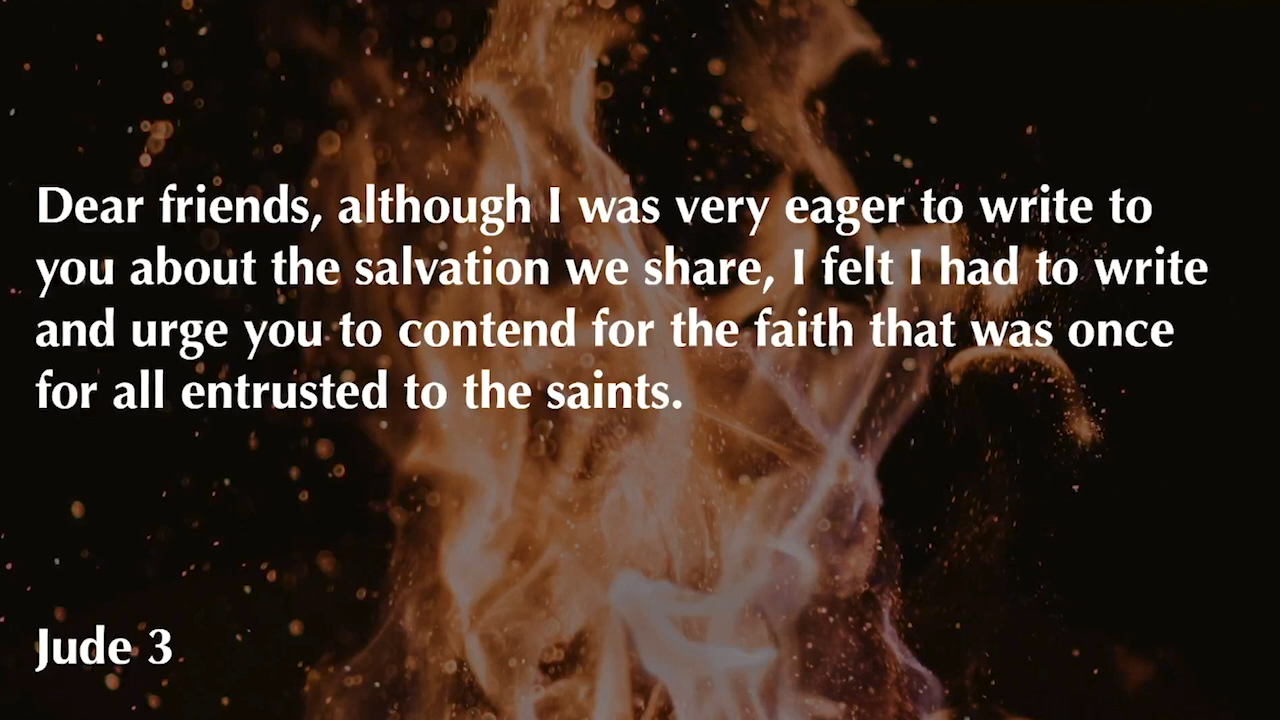 Dear friends, although I was very eager to write to
you about the salvation we share, I felt I had to write
and urge you to contend for the faith that was once
for all entrusted to the saints.
Jude 3